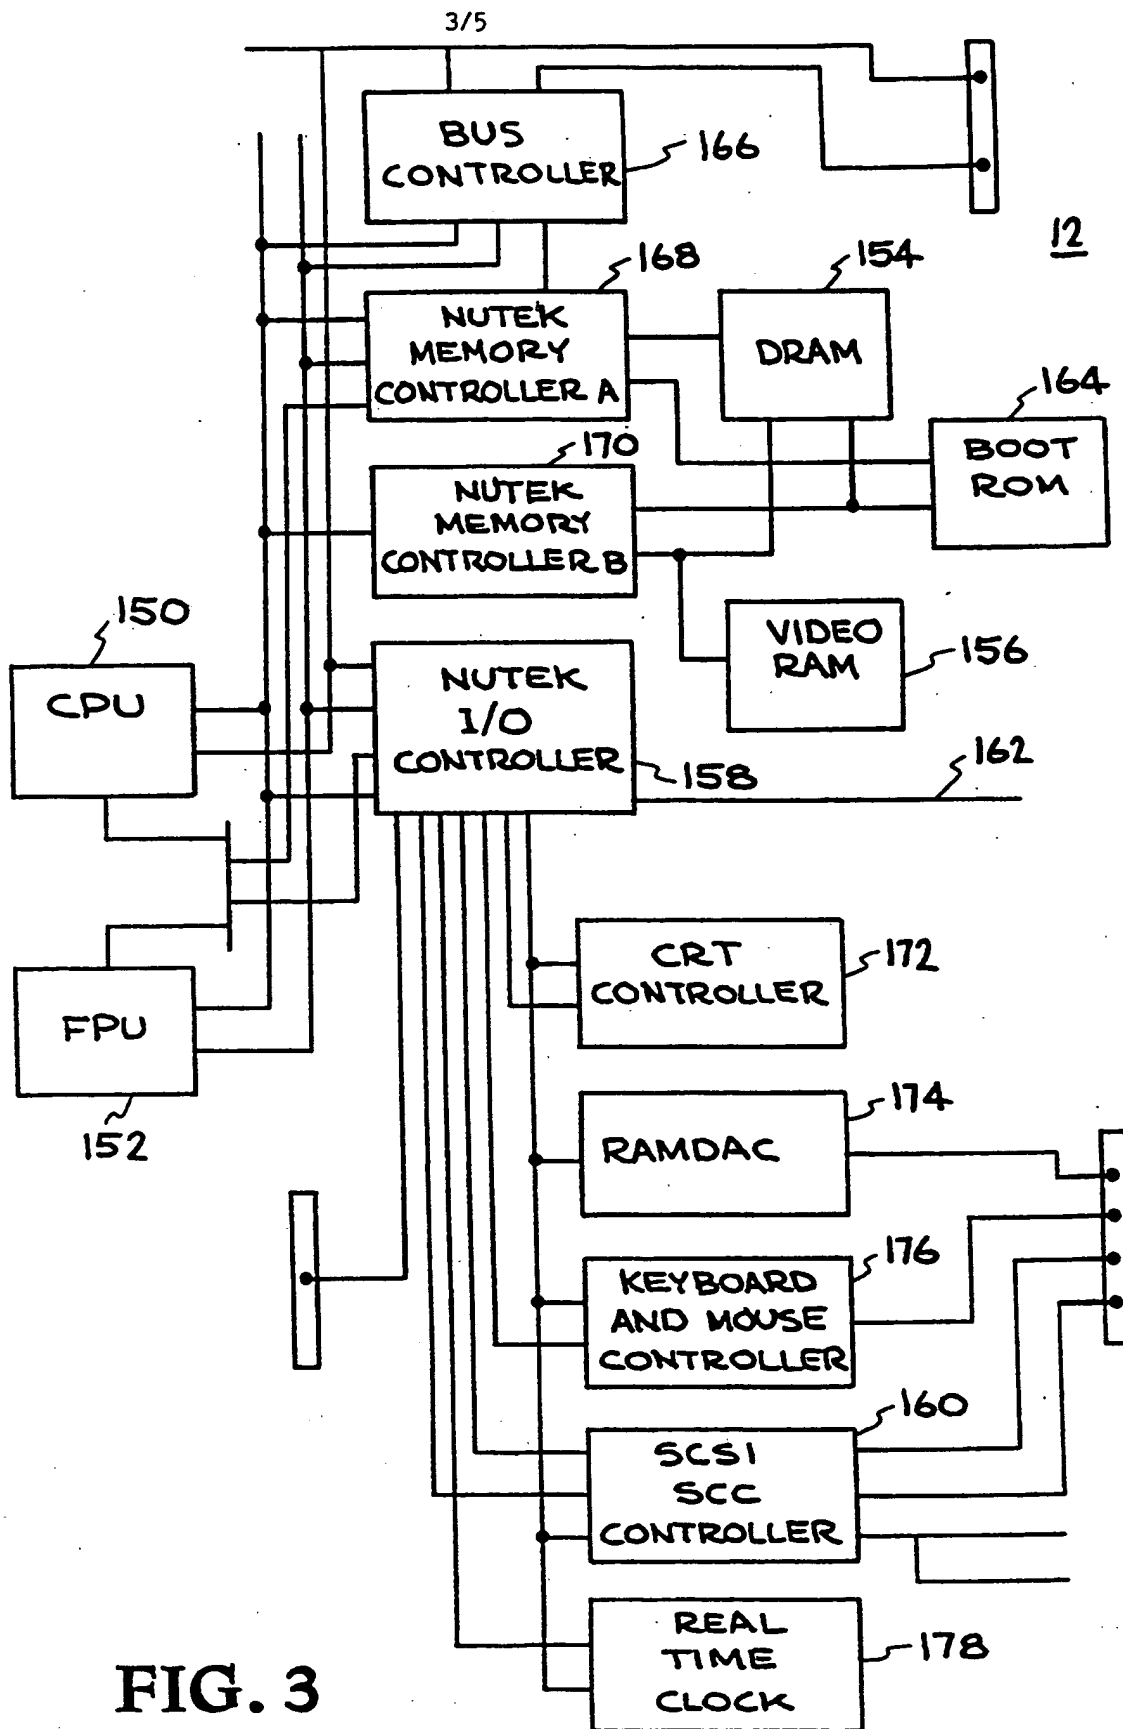 3/5
BUS
CONTROLLER
166
12
168
154
NUTEK
MEMORY
CONTROLLER A
DRAM
164
BOOT
ROM
170
NUTEK
MEMORY
CONTROLLER B
150
VIDEO
RAM
156
CPU
NUTEK
I/O
CONTROLLER
158
162
CRT
CONTROLLER
172
FPU
152
174
RAMDAC
176
KEYBOARD
AND MOUSE
CONTROLLER
160
SCSI
SCC
CONTROLLER
REAL
TIME
CLOCK
178
FIG. 3